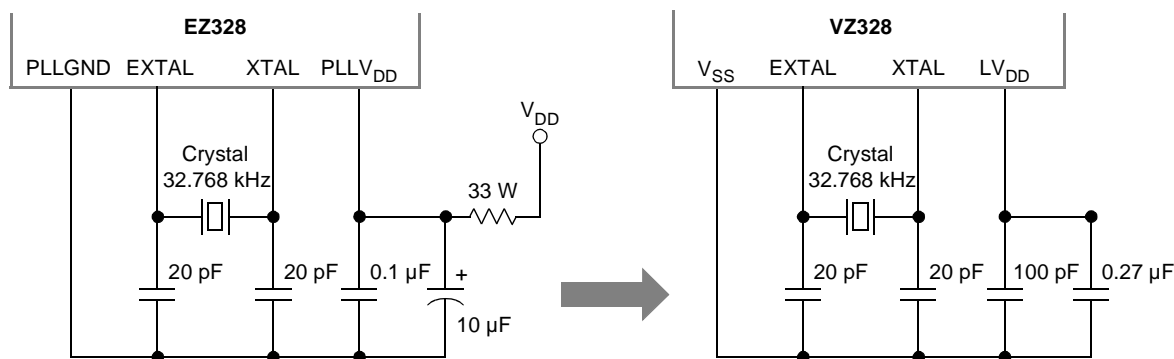 EZ328
PLLGND EXTAL XTAL PLLVDD
VDD
Crystal
32.768 kHz
33 W
20 pF 20 pF 0.1 µF +
10 µF
VZ328
VSS EXTAL XTAL LVDD
Crystal
32.768 kHz
20 pF 20 pF 100 pF 0.27 µF